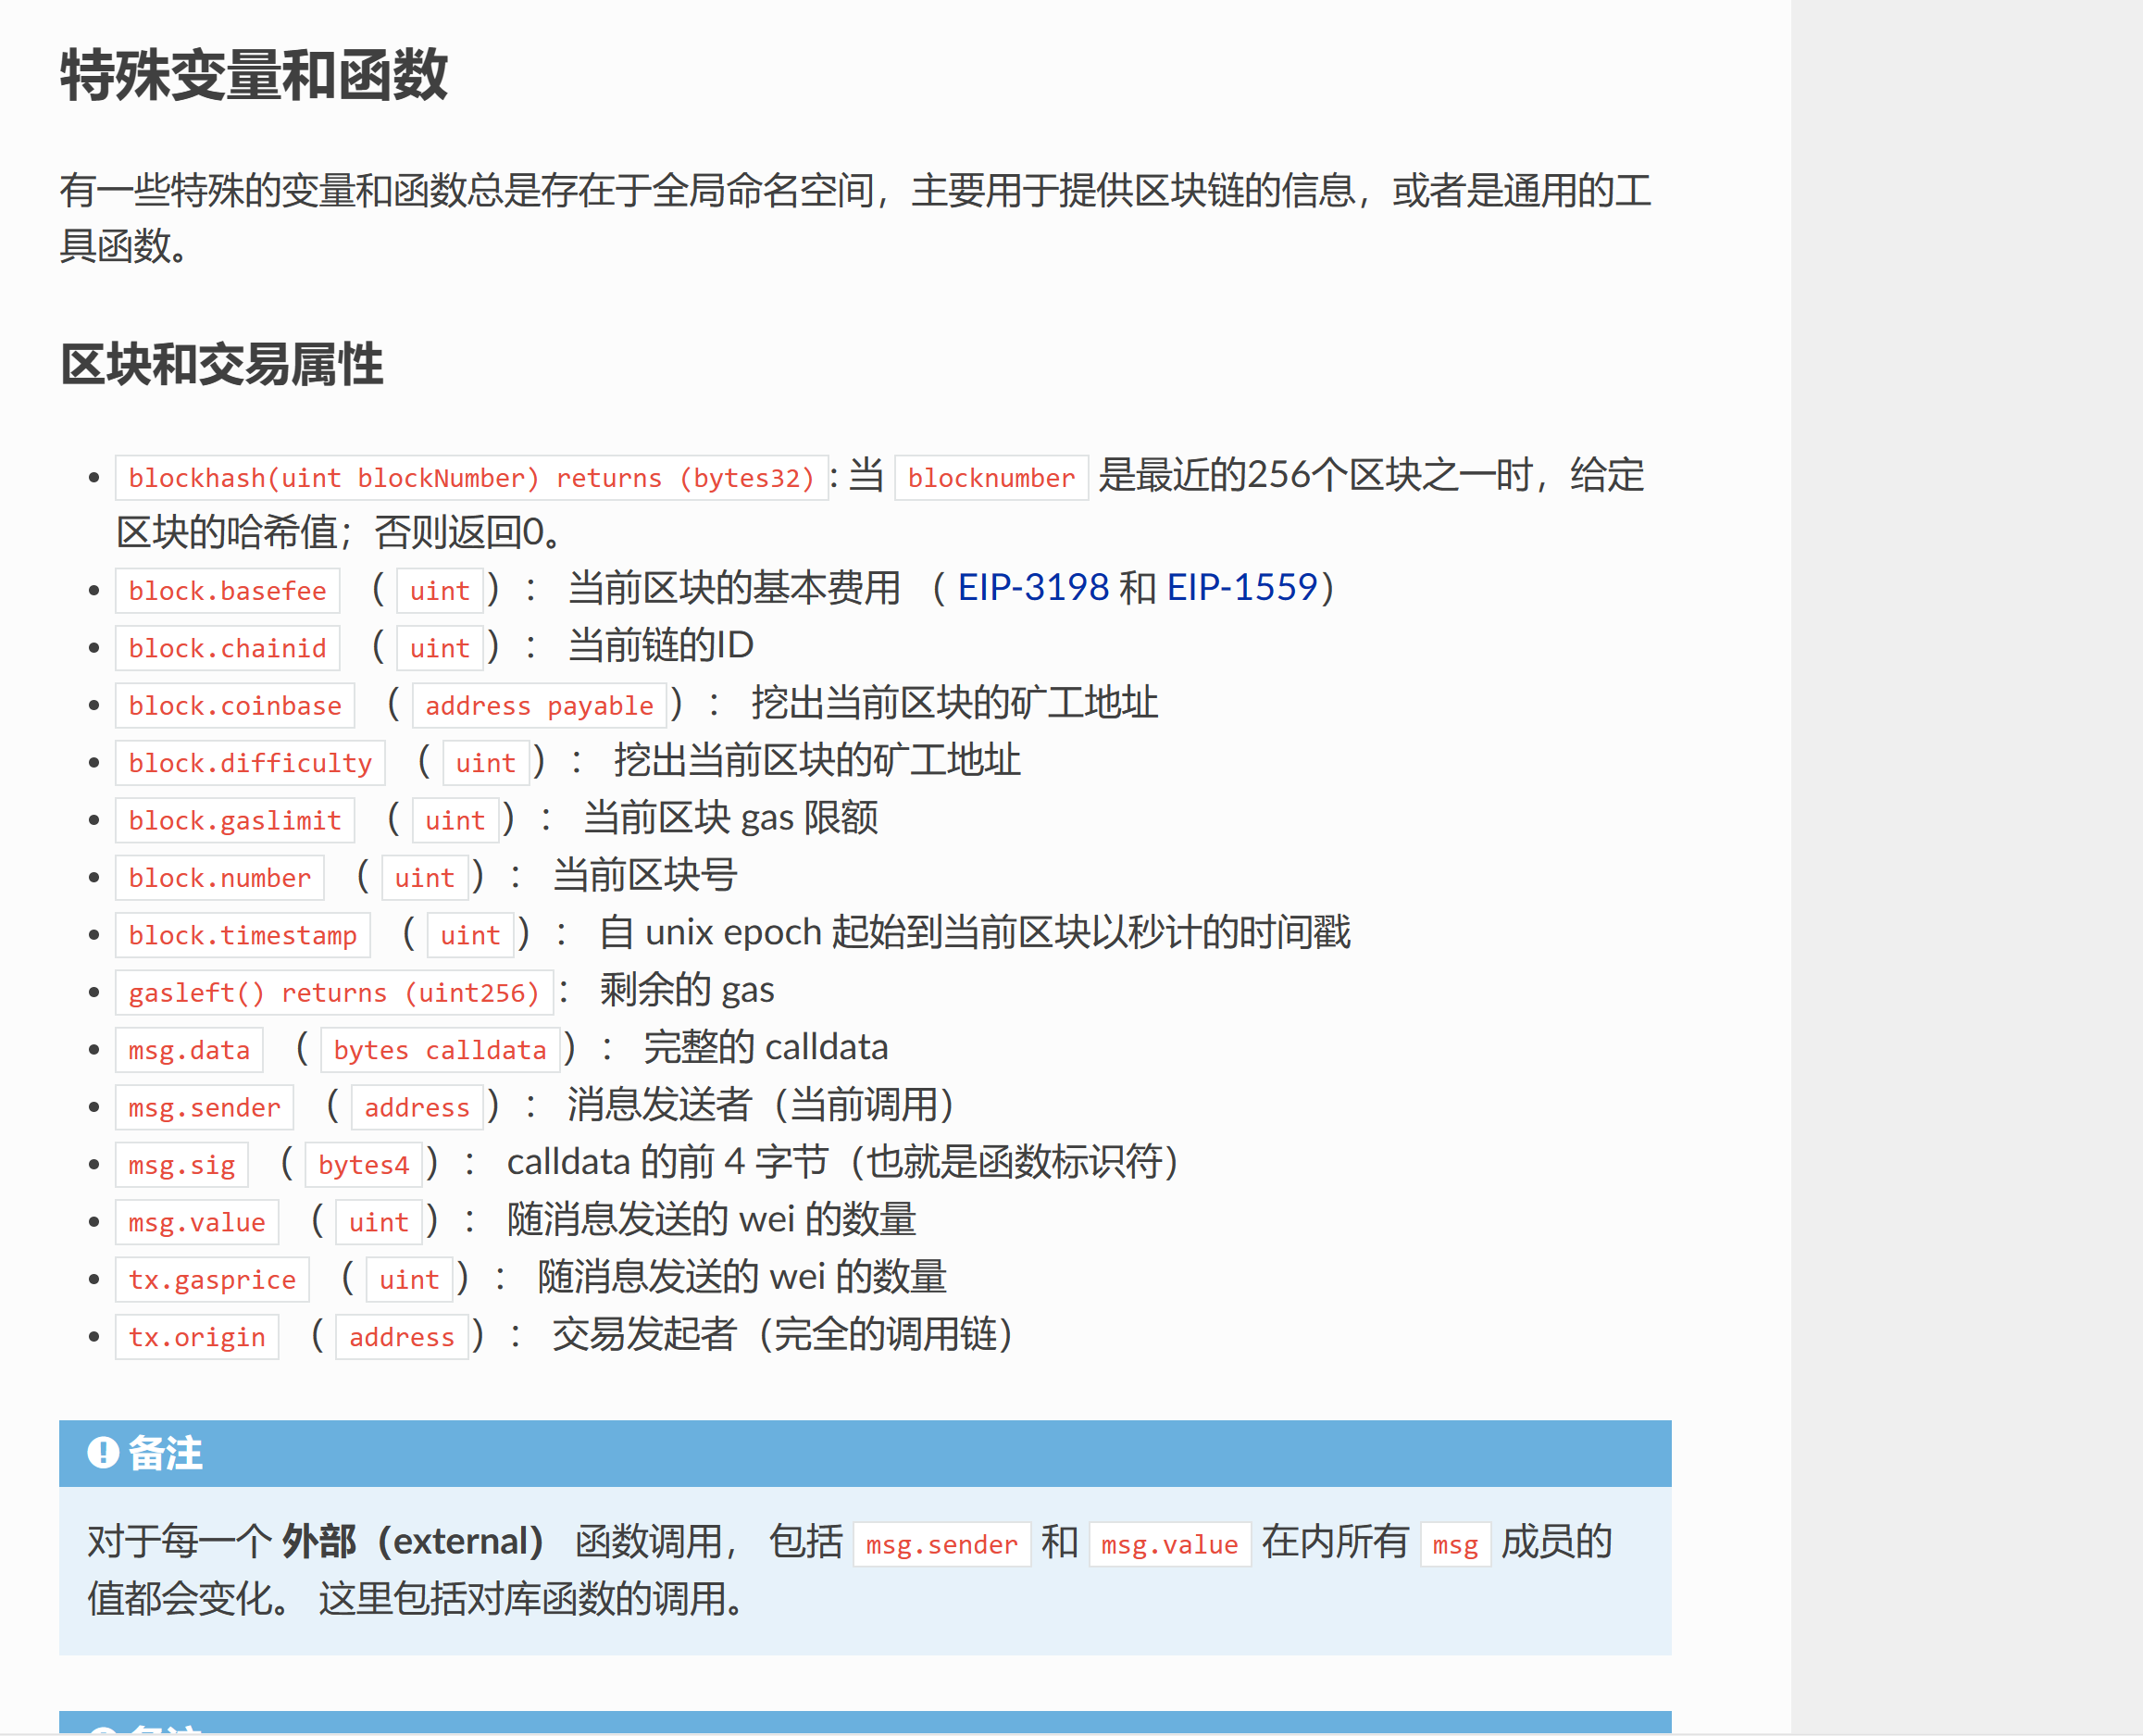 特殊变量和函数
有一些特殊的变量和函数总是存在于全局命名空间，主要用于提供区块链的信息，或者是通用的工
具函数。
区块和交易属性
• blockhash(uint blockNumber) returns (bytes32) : 当 blocknumber 是最近的256个区块之一时，给定
区块的哈希值；否则返回0。
• block.basefee （ uint ）： 当前区块的基本费用 （ EIP-3198 和 EIP-1559）
• block.chainid （ uint ）： 当前链的ID
• block.coinbase （ address payable ）： 挖出当前区块的矿工地址
• block.difficulty （ uint ）： 挖出当前区块的矿工地址
• block.gaslimit （ uint ）： 当前区块 gas 限额
• block.number （ uint ）： 当前区块号
• block.timestamp （ uint ）： 自 unix epoch 起始到当前区块以秒计的时间戳
• gasleft() returns (uint256) ： 剩余的 gas
• msg.data （ bytes calldata ）： 完整的 calldata
• msg.sender （ address ）： 消息发送者（当前调用）
• msg.sig （ bytes4 ）： calldata 的前 4 字节（也就是函数标识符）
• msg.value （ uint ）： 随消息发送的 wei 的数量
• tx.gasprice （ uint ）： 随消息发送的 wei 的数量
• tx.origin （ address ）： 交易发起者（完全的调用链）
备注
对于每一个 外部（external） 函数调用， 包括 msg.sender 和 msg.value 在内所有 msg 成员的
值都会变化。 这里包括对库函数的调用。